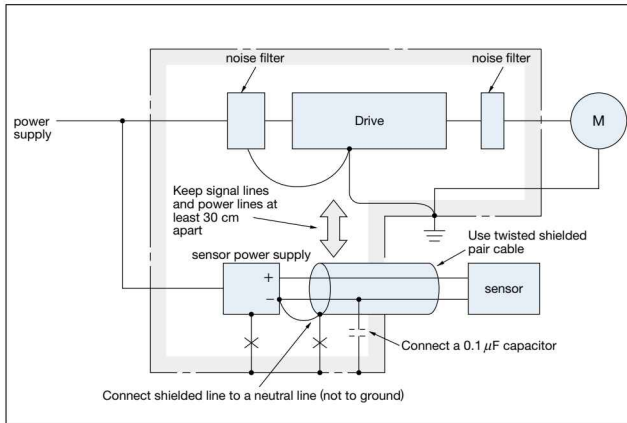 noise filter
noise filter
power
supply
Drive
M
Keep signal lines
and power lines at
least 30 cm
apart
Use twisted shielded
pair cable
sensor power supply
+
−
sensor
Connect a 0.1 μF capacitor
Connect shielded line to a neutral line (not to ground)